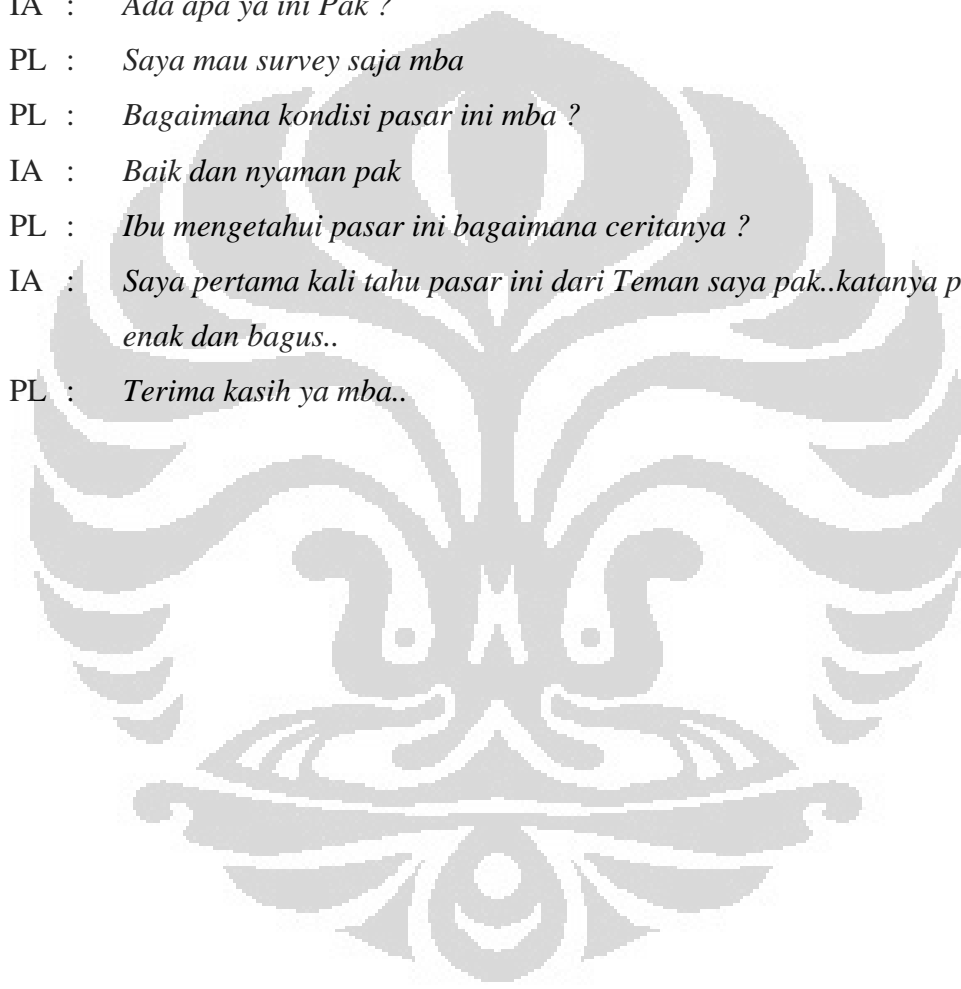 IA : Ada apa ya ini Pak ?
PL : Saya mau survey saja mba
PL : Bagaimana kondisi pasar ini mba ?
IA : Baik dan nyaman pak
PL : Ibu mengetahui pasar ini bagaimana ceritanya ?
IA : Saya pertama kali tahu pasar ini dari Teman saya pak..katanya
enak dan bagus..
PL : Terima kasih ya mba..